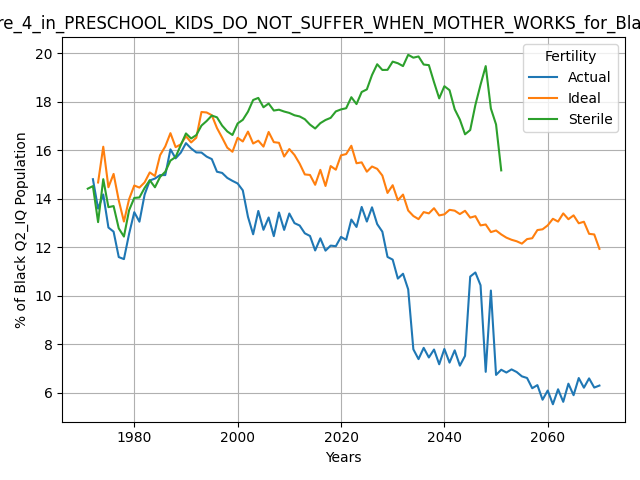 re_4_in_PRESCHOOL_KIDS_DO_NOT_SUFFER_WHEN_MOTHER_WORKS_for_Bla
Fertility
Actual
Ideal
Sterile
% of Black Q2_IQ Population
20
18
16
14
12
10
8
6
1980
2000
2020
2040
2060
Years